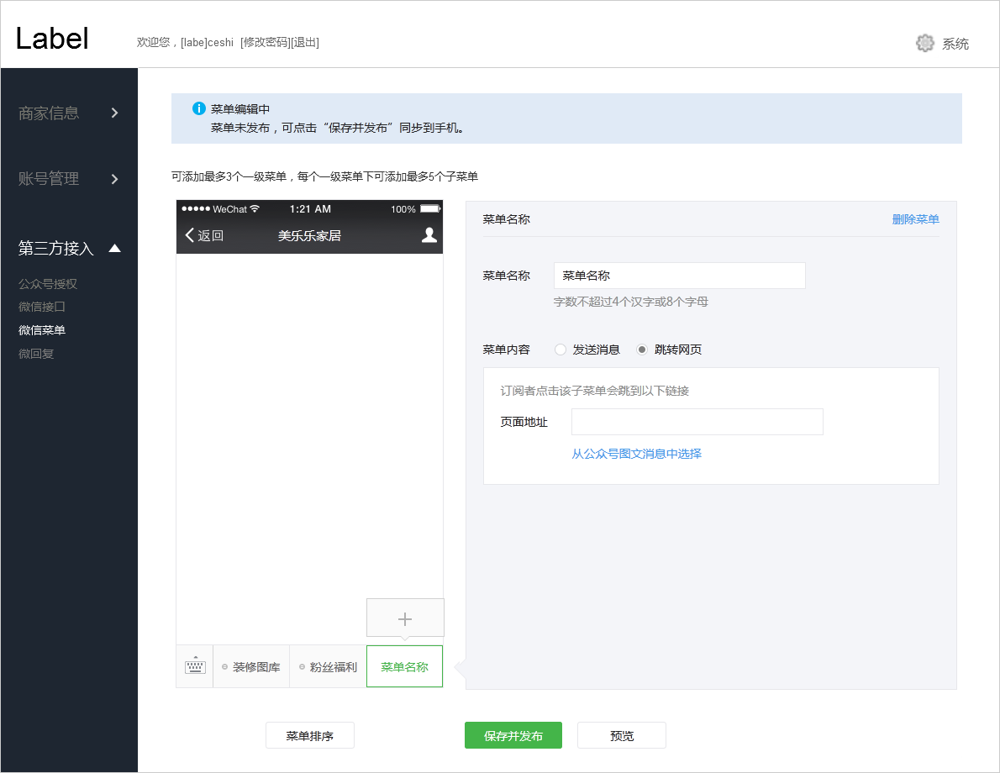 Label
欢迎您，[labe]ceshi [修改密码][退出]
系统
商家信息
账号管理
第三方接入
公众号授权
微信接口
微信菜单
微回复
菜单编辑中
菜单未发布，可点击“保存并发布”同步到手机。
可添加最多3个一级菜单，每个一级菜单下可添加最多5个子菜单
WeChat 1:21 AM 100%
返回 美乐乐家居
装修图库 粉丝福利 菜单名称
菜单名称 删除菜单
菜单名称 菜单名称
字数不超过4个汉字或8个字母
菜单内容 发送消息 跳转网页
订阅者点击该子菜单会跳到以下链接
页面地址
从公众号图文消息中选择
菜单排序 保存并发布 预览